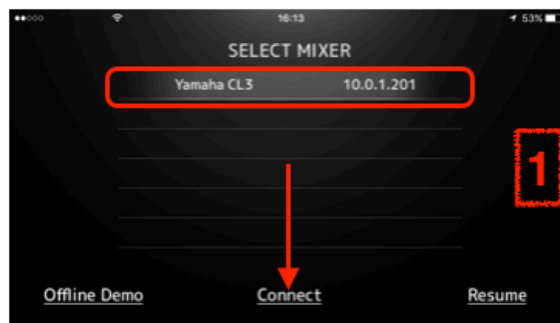 16:13
53%
SELECT MIXER
Yamaha CL3 10.0.1.201
1
Offline Demo Connect Resume